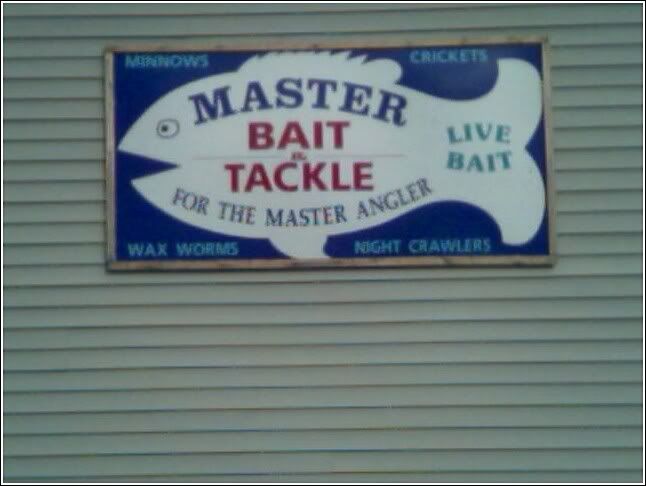 MINNOWS
CRICKETS
MASTER
BAIT
&
TACKLE
FOR THE MASTER ANGLER
LIVE
BAIT
WAX WORMS
NIGHT CRAWLERS